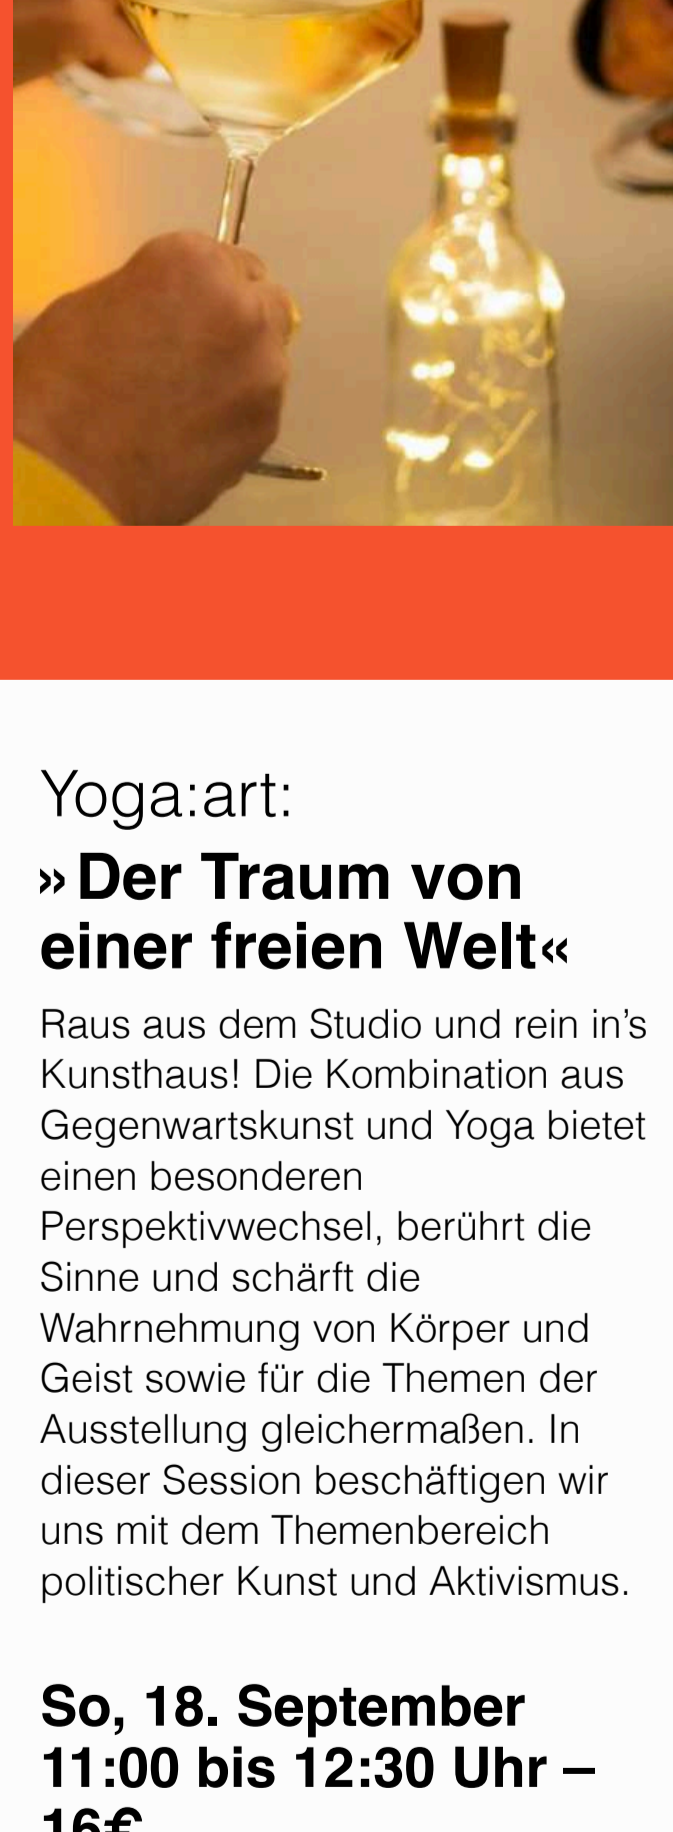 Yoga:art:
»Der Traum von
einer freien Welt«
Raus aus dem Studio und rein in’s
Kunsthaus! Die Kombination aus
Gegenwartskunst und Yoga bietet
einen besonderen
Perspektivwechsel, berührt die
Sinne und schärft die
Wahrnehmung von Körper und
Geist sowie für die Themen der
Ausstellung gleichermaßen. In
dieser Session beschäftigen wir
uns mit dem Themenbereich
politischer Kunst und Aktivismus.
So, 18. September
11:00 bis 12:30 Uhr –
16€